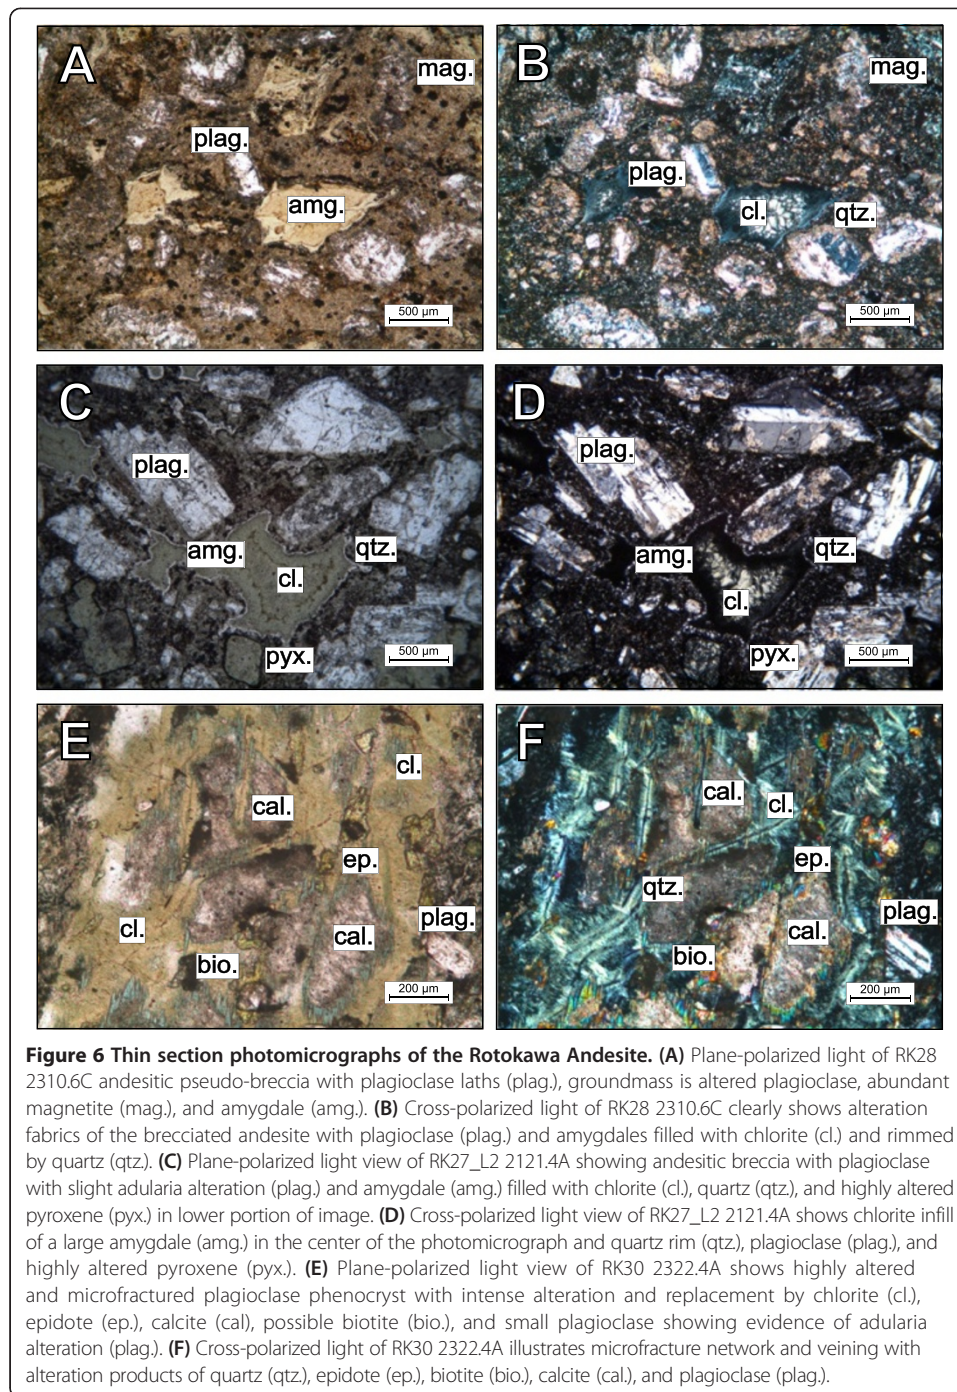 A
mag.
plag.
amg.
500 µm
B
mag.
plag.
cl.
qtz.
500 µm
C
plag.
amg.
qtz.
cl.
pyx.
500 µm
D
plag.
amg.
qtz.
cl.
pyx.
500 µm
E
cl.
cal.
ep.
plag.
cl.
cal.
bio.
200 µm
F
cal.
cl.
ep.
qtz.
plag.
cal.
bio.
200 µm
Figure 6 Thin section photomicrographs of the Rotokawa Andesite. (A) Plane-polarized light of RK28
2310.6C andesitic pseudo-breccia with plagioclase laths (plag.), groundmass is altered plagioclase, abundant
magnetite (mag.), and amygdale (amg.). (B) Cross-polarized light of RK28 2310.6C clearly shows alteration
fabrics of the brecciated andesite with plagioclase (plag.) and amygdales filled with chlorite (cl.) and rimmed
by quartz (qtz.). (C) Plane-polarized light view of RK27_L2 2121.4A showing andesitic breccia with plagioclase
with slight adularia alteration (plag.) and amygdale (amg.) filled with chlorite (cl.), quartz (qtz.), and highly altered
pyroxene (pyx.) in lower portion of image. (D) Cross-polarized light view of RK27_L2 2121.4A shows chlorite infill
of a large amygdale (amg.) in the center of the photomicrograph and quartz rim (qtz.), plagioclase (plag.), and
highly altered pyroxene (pyx.). (E) Plane-polarized light view of RK30 2322.4A shows highly altered
and microfractured plagioclase phenocryst with intense alteration and replacement by chlorite (cl.),
epidote (ep.), calcite (cal), possible biotite (bio.), and small plagioclase showing evidence of adularia
alteration (plag.). (F) Cross-polarized light of RK30 2322.4A illustrates microfracture network and veining with
alteration products of quartz (qtz.), epidote (ep.), biotite (bio.), calcite (cal.), and plagioclase (plag.).